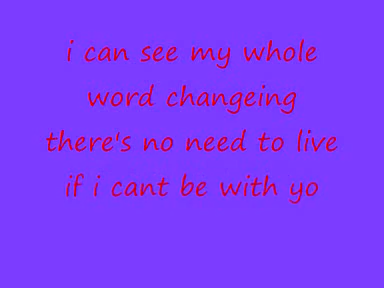 i can see my whole
word changeing
there's no need to live
if i cant be with yo